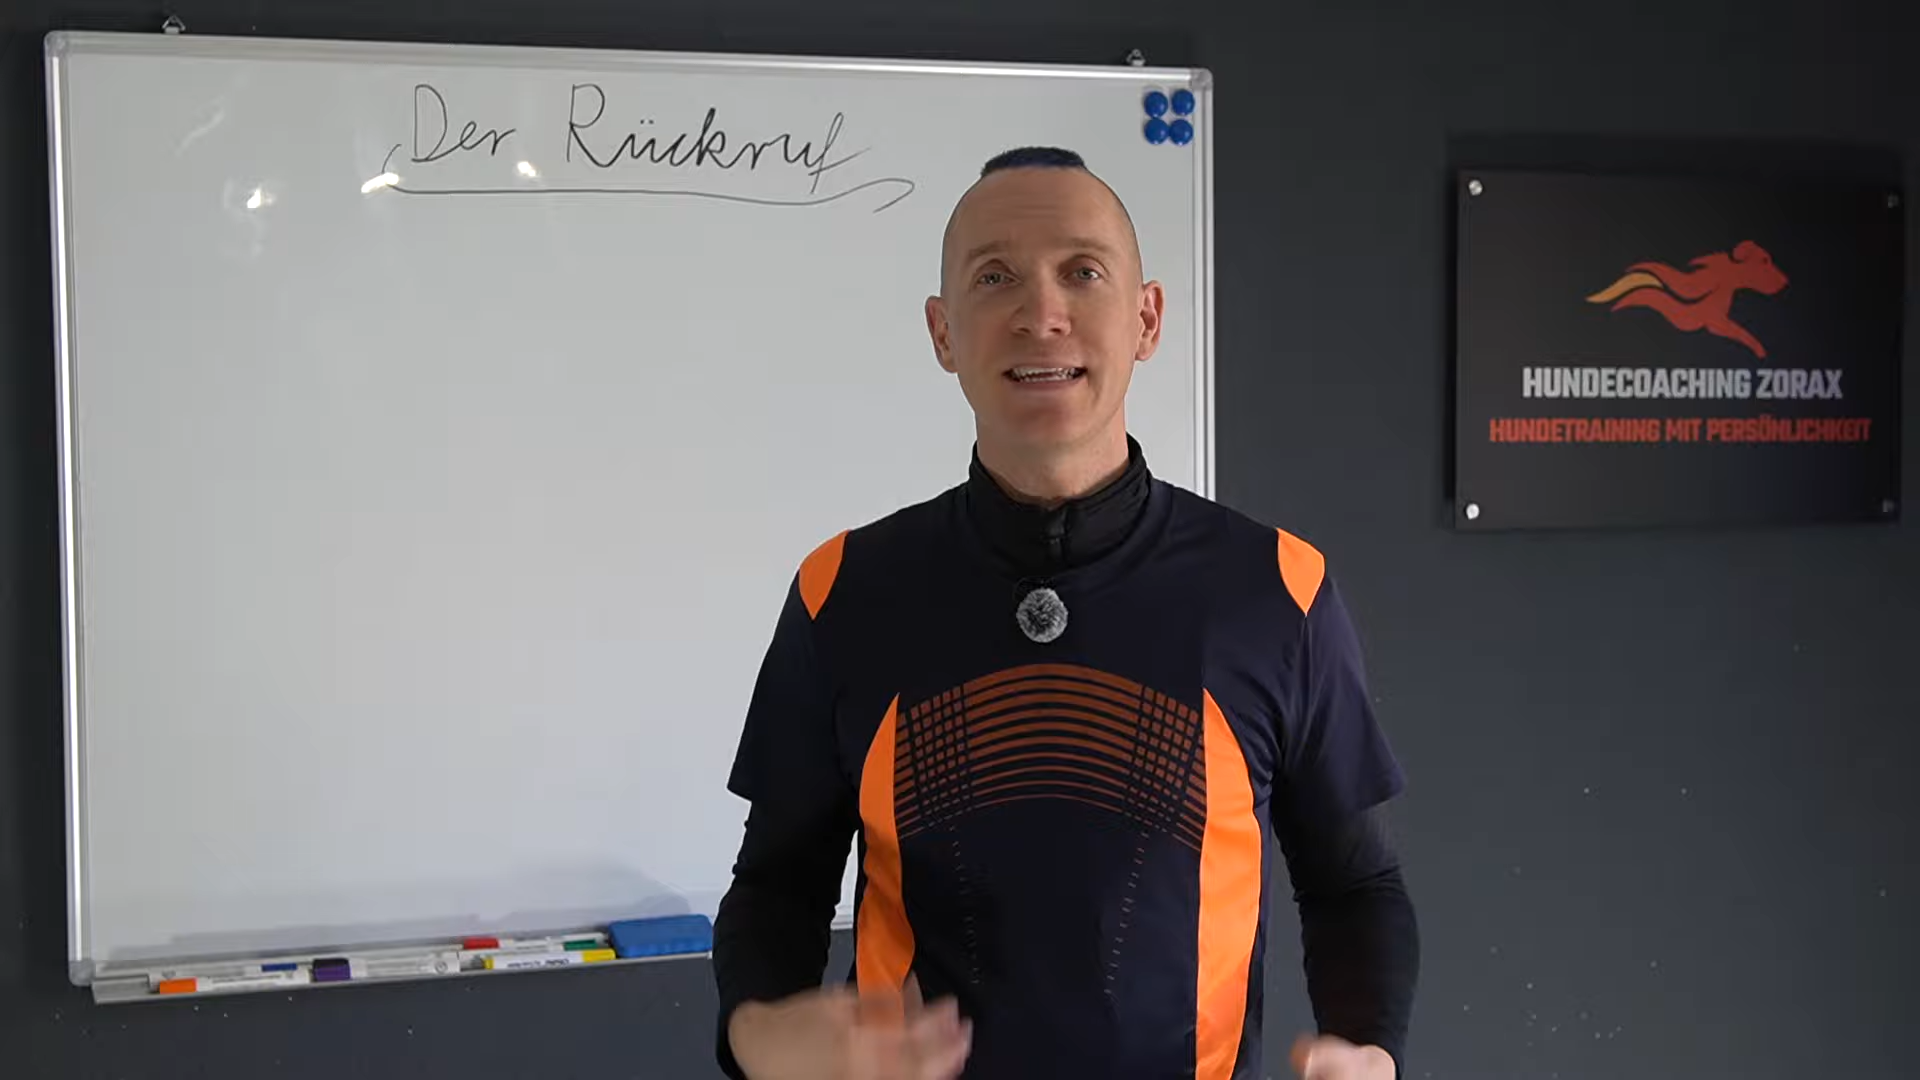 Der Rückruf
HUNDECOACHING ZORAX
HUNDETRAINING MIT PERSÖNLICHKEIT